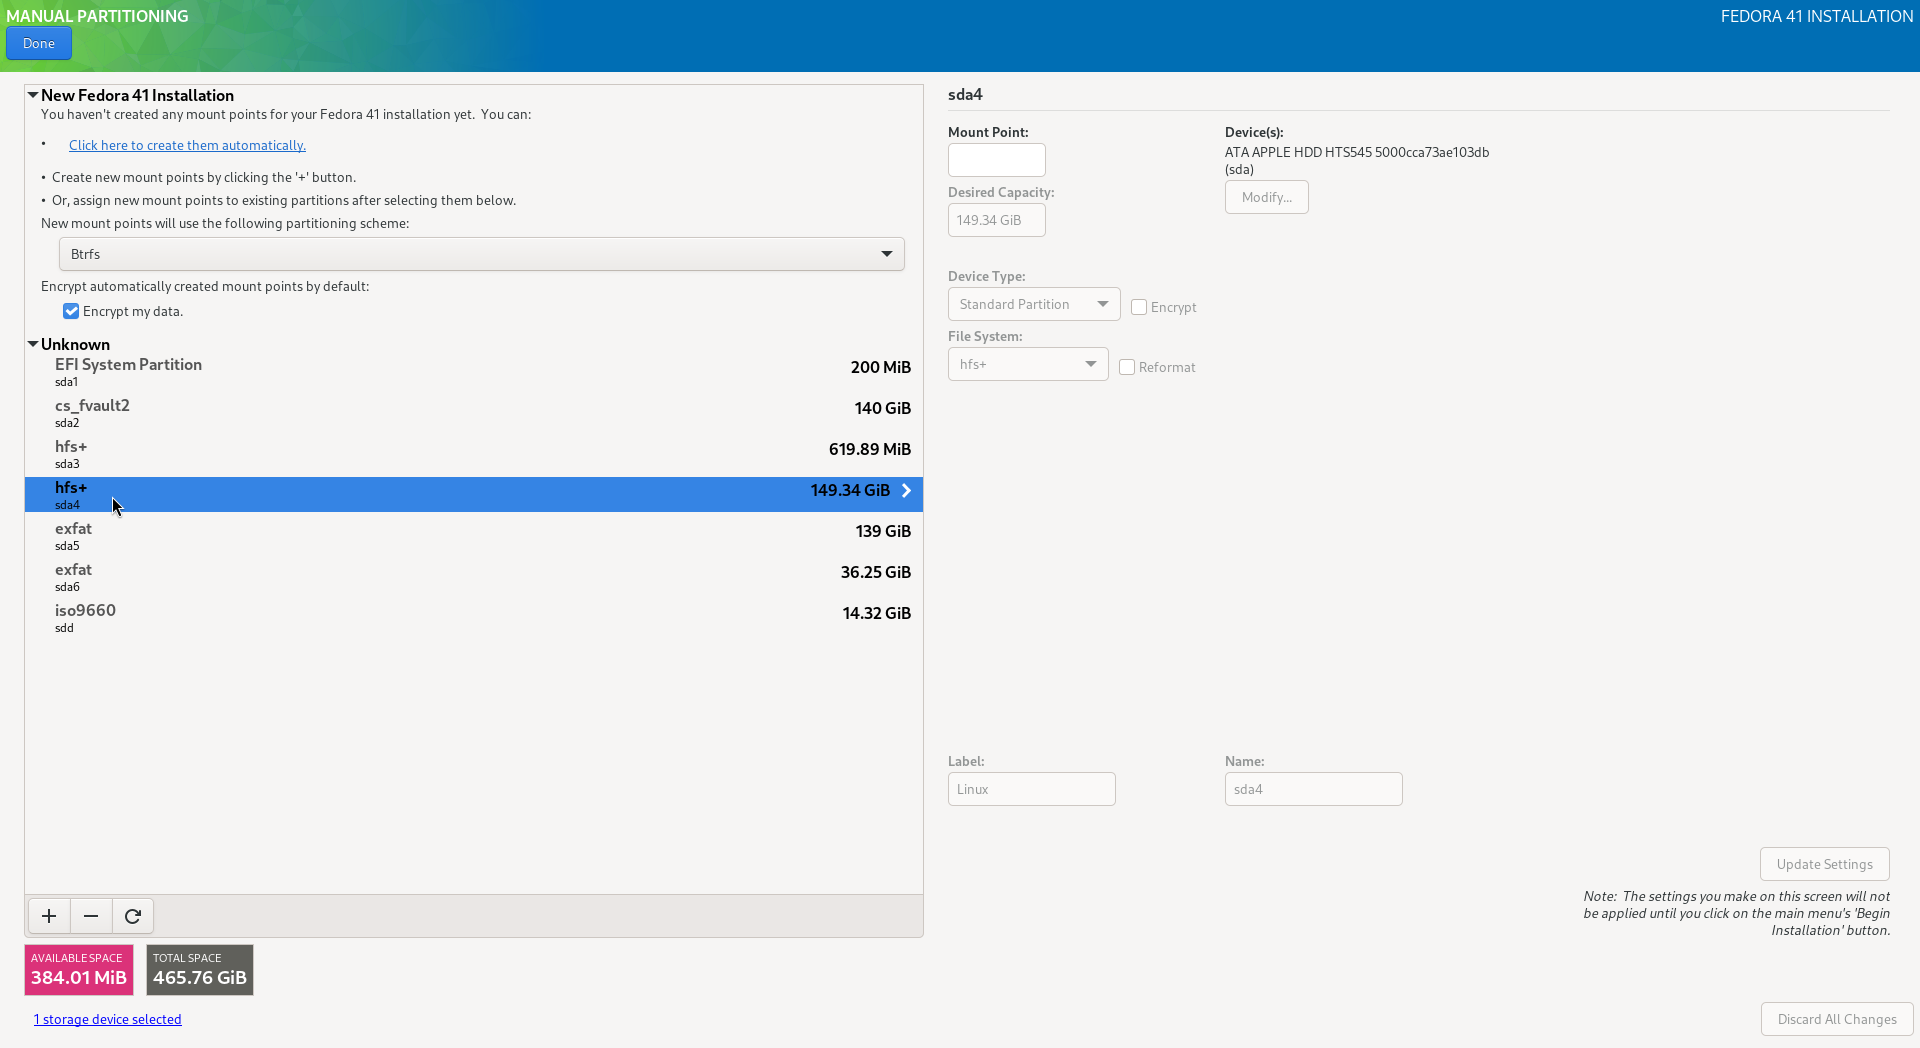 MANUAL PARTITIONING
FEDORA 41 INSTALLATION
Done
New Fedora 41 Installation
You haven't created any mount points for your Fedora 41 installation yet.  You can:
• Click here to create them automatically.
• Create new mount points by clicking the '+' button.
• Or, assign new mount points to existing partitions after selecting them below.
New mount points will use the following partitioning scheme:
Btrfs
Encrypt automatically created mount points by default:
Encrypt my data.
Unknown
EFI System Partition
200 MiB
sda1
cs_fvault2
140 GiB
sda2
hfs+
619.89 MiB
sda3
hfs+
149.34 GiB
sda4
exfat
139 GiB
sda5
exfat
36.25 GiB
sda6
iso9660
14.32 GiB
sdd
AVAILABLE SPACE
384.01 MiB
TOTAL SPACE
465.76 GiB
1 storage device selected
sda4
Mount Point:
Device(s):
ATA APPLE HDD HTS545 5000cca73ae103db
(sda)
Modify...
Desired Capacity:
149.34 GiB
Device Type:
Standard Partition
Encrypt
File System:
hfs+
Reformat
Label:
Name:
Linux
sda4
Update Settings
Note:  The settings you make on this screen will not
be applied until you click on the main menu's 'Begin
Installation' button.
Discard All Changes